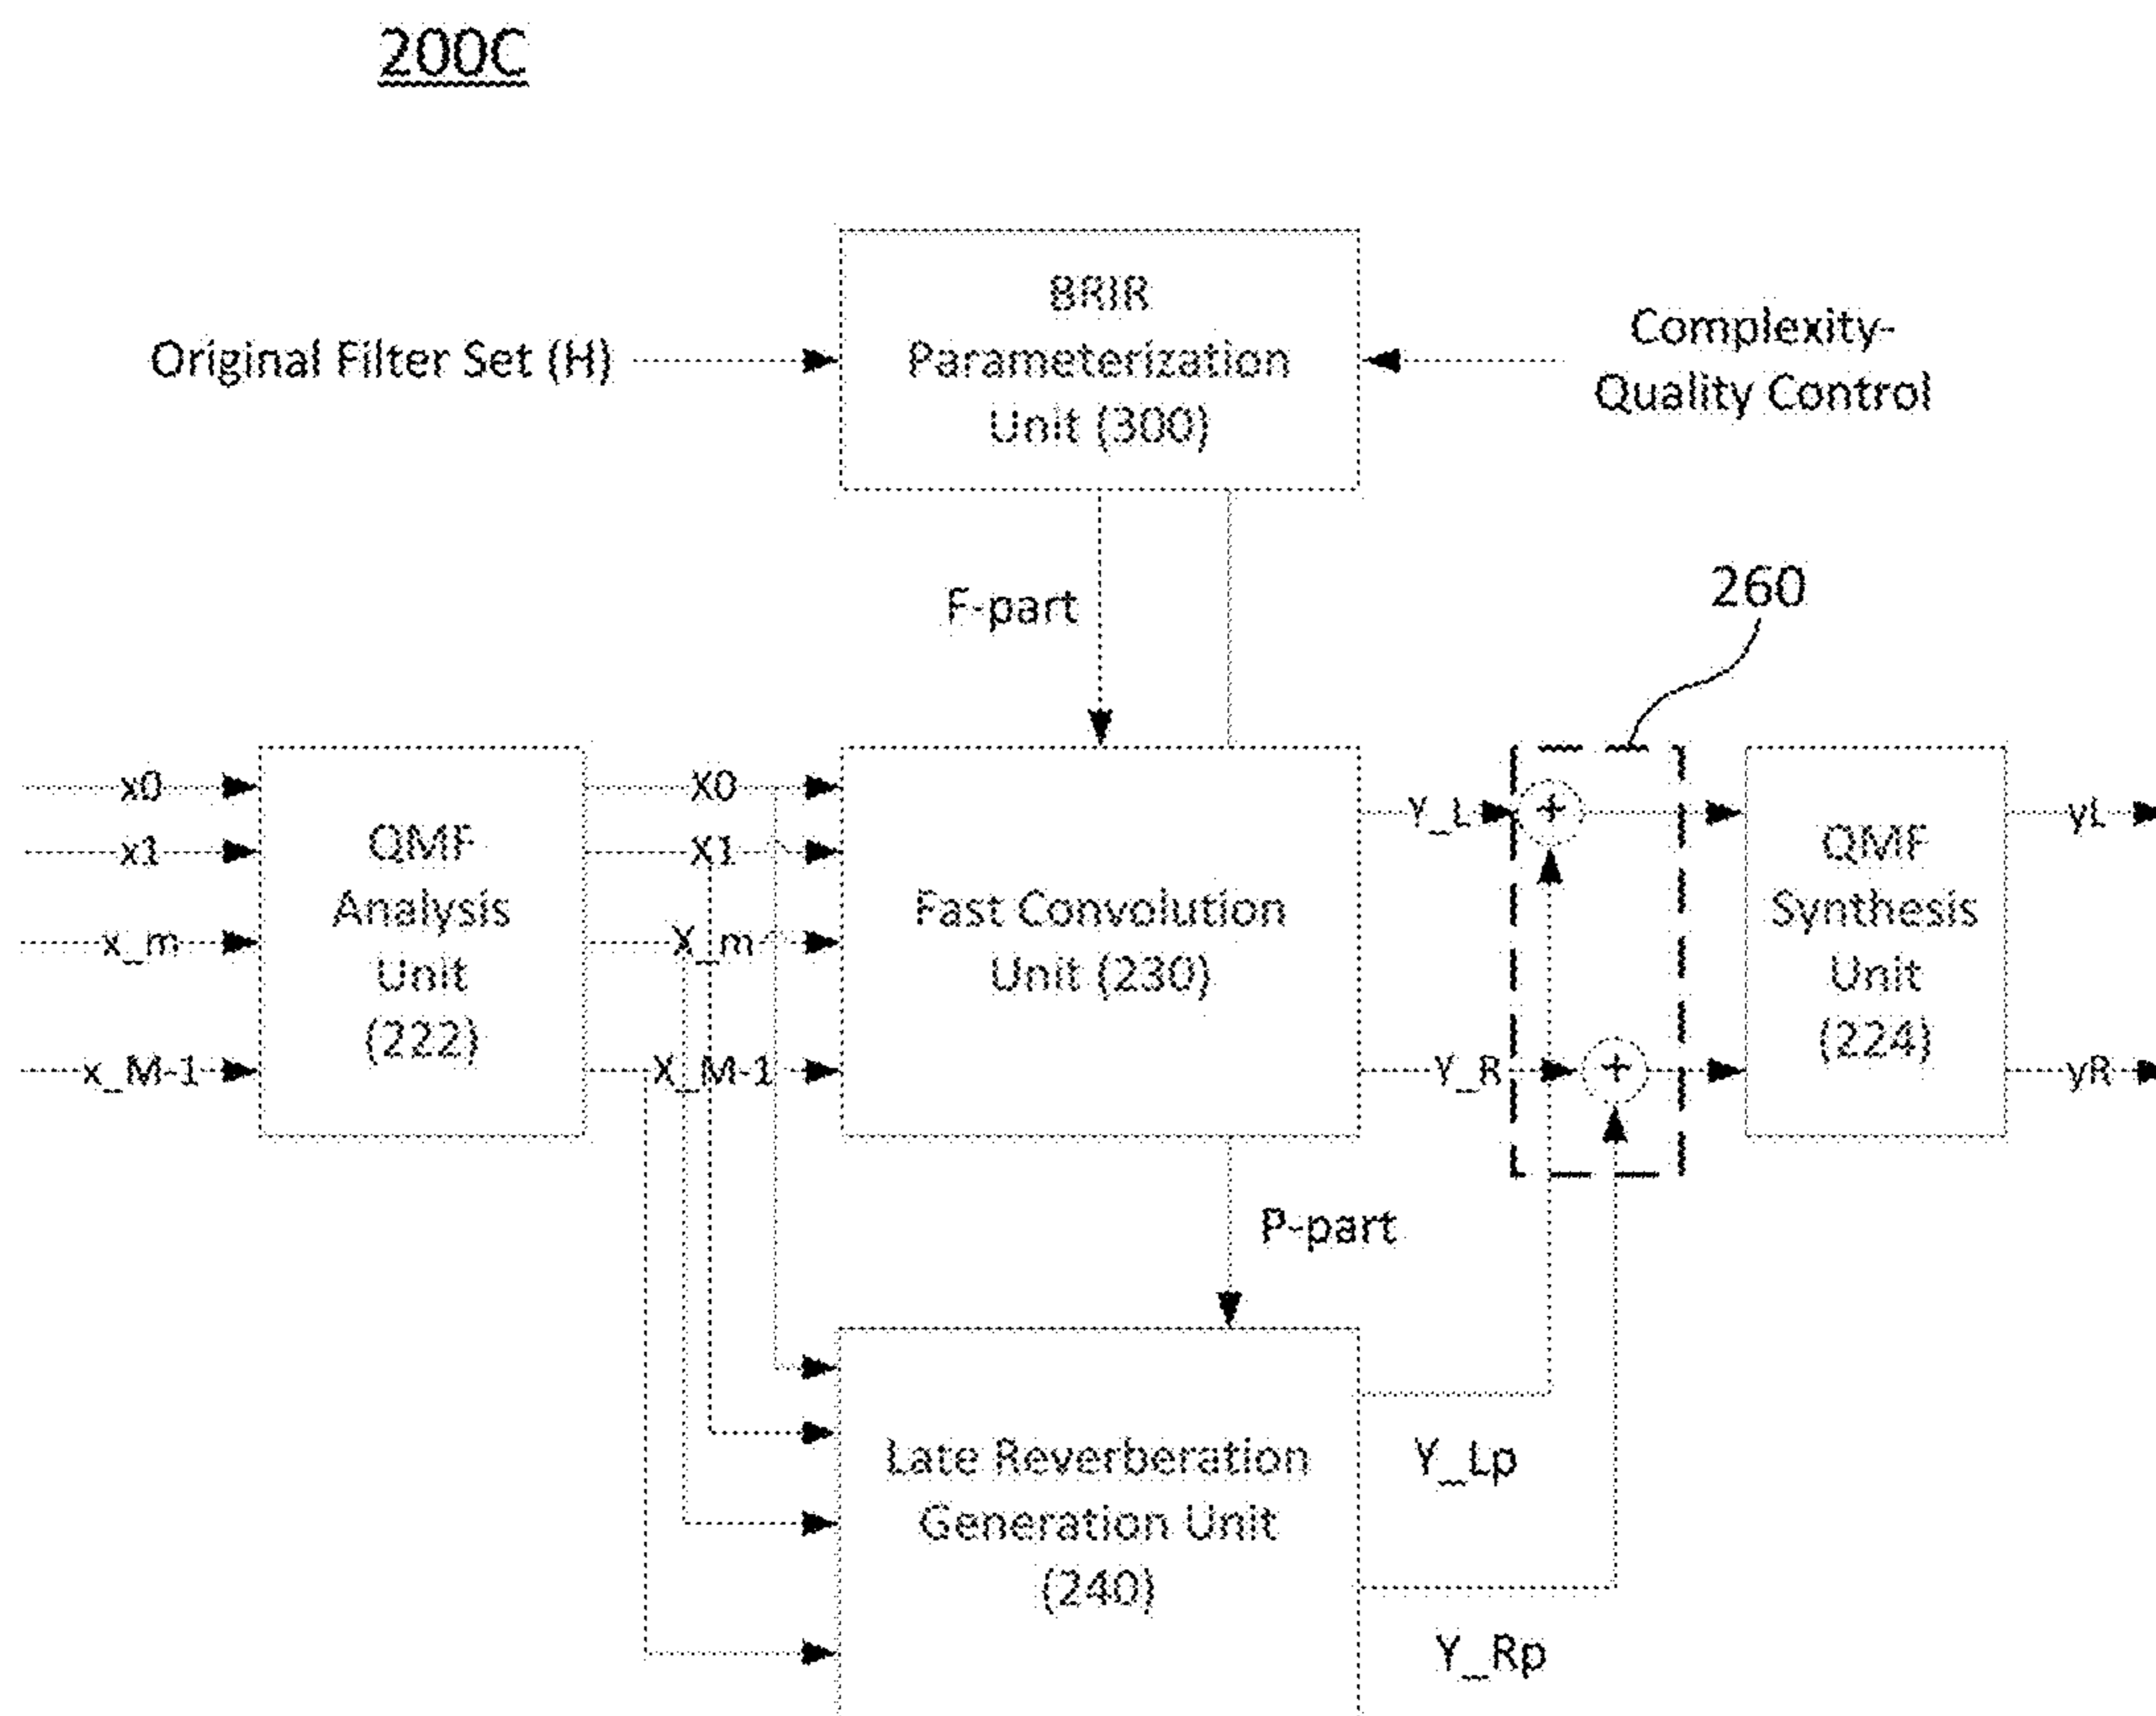 200C
BRIR
Parameterization
Unit (300)
Original Filter Set (H)
Complexity-
Quality Control
F-part
260
x0
x1
x_m
x_M-1
QMF
Analysis
Unit
(222)
X0
X1
X_m
X_M-1
Fast Convolution
Unit (230)
Y_L
Y_R
+
+
QMF
Synthesis
Unit
(224)
yL
yR
P-part
Late Reverberation
Generation Unit
(240)
Y_Lp
Y_Rp